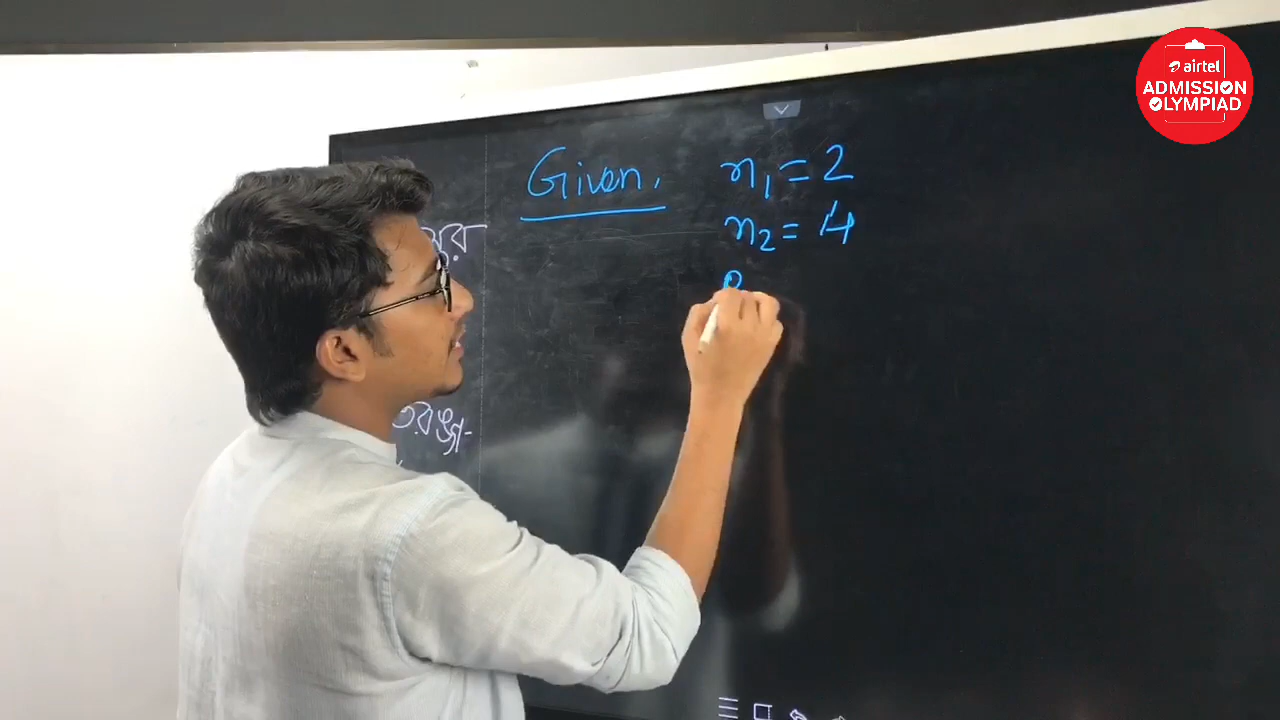 airtel
ADMISSION
OLYMPIAD
Given, n1 = 2
n2 = 4